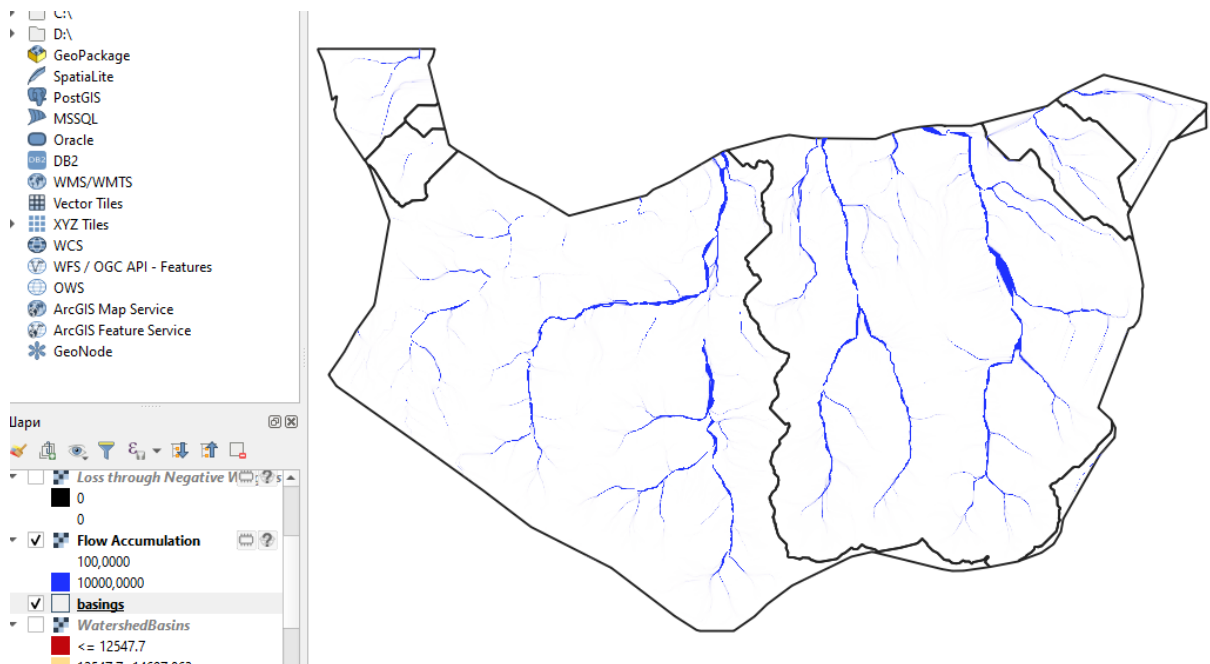 C:\
D:\
GeoPackage
SpatiaLite
PostGIS
MSSQL
Oracle
DB2
DB2
WMS/WMTS
Vector Tiles
XYZ Tiles
WCS
WFS / OGC API - Features
OWS
ArcGIS Map Service
ArcGIS Feature Service
GeoNode
Шари
Loss through Negative
0
0
Flow Accumulation
100,0000
10000,0000
basings
WatershedBasins
<= 12547.7